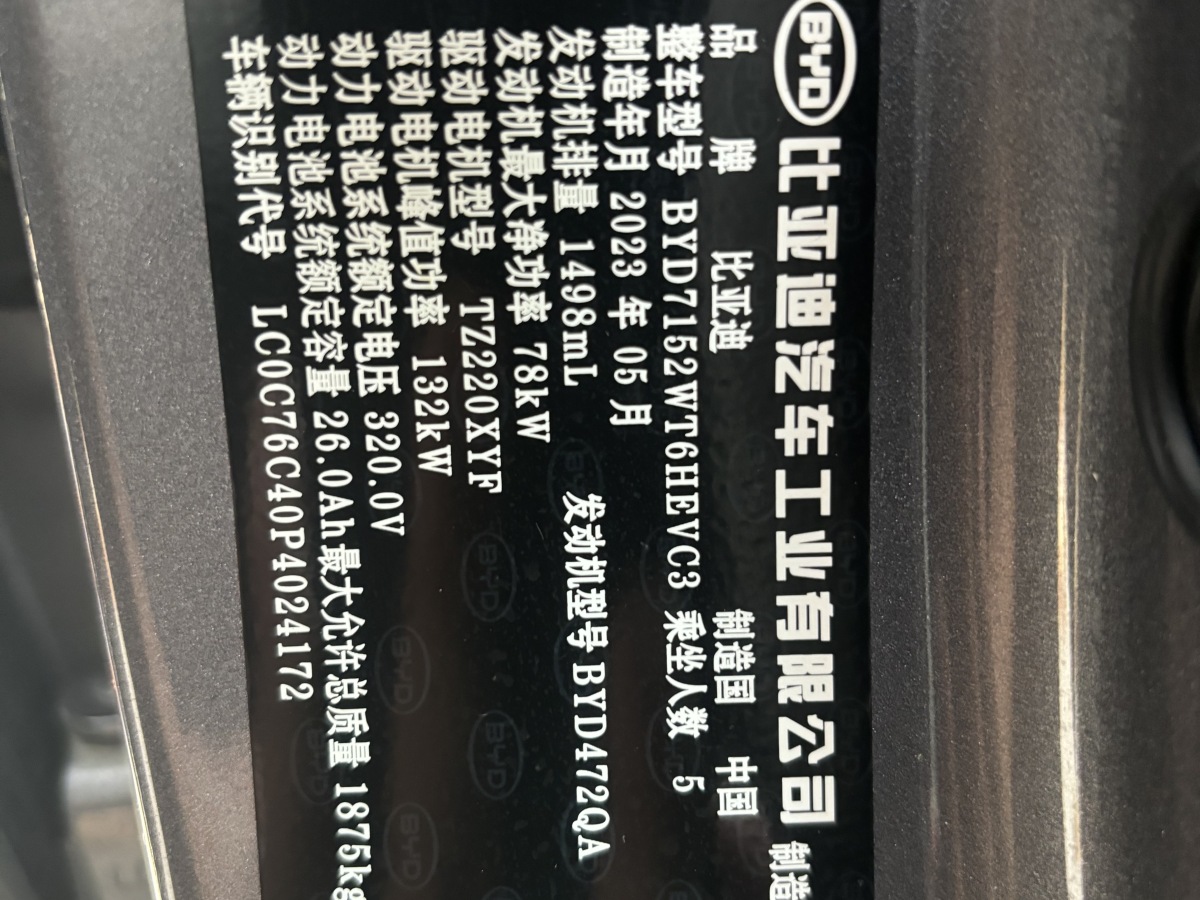 BYD 比亚迪汽车工业有限公司 制造
品 牌 比亚迪 制造国 中国
整车型号 BYD7152WT6HEVC3 乘坐人数 5
制造年月 2023 年 05 月
发动机排量 1498mL 发动机型号 BYD472QA
发动机最大净功率 78kW
驱动电机型号 TZ220XYF
驱动电机峰值功率 132kW
动力电池系统额定电压 320.0V
动力电池系统额定容量 26.0Ah 最大允许总质量 1875kg
车辆识别代号 LC0C76C40P4024172